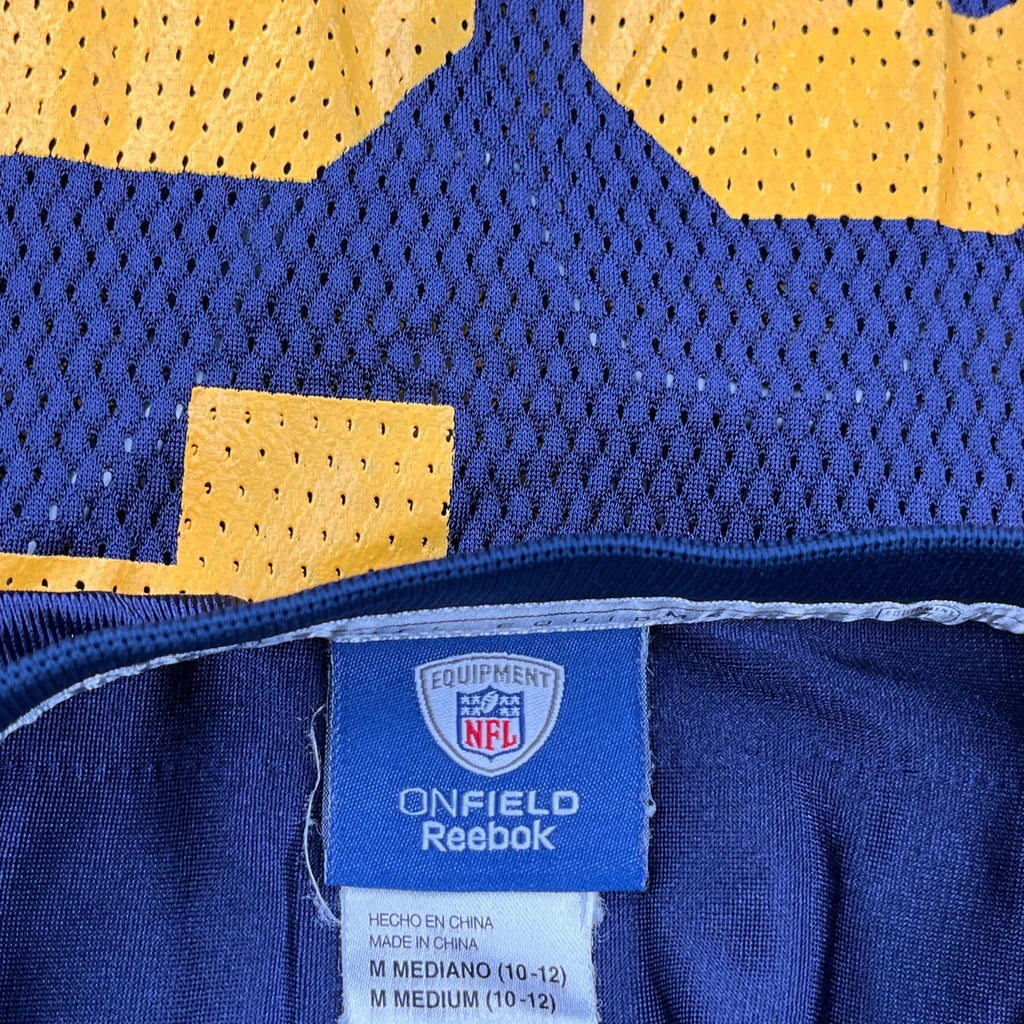 EQUIPMENT
NFL
ONFIELD
Reebok
HECHO EN CHINA
MADE IN CHINA
M MEDIANO (10-12)
M MEDIUM (10-12)